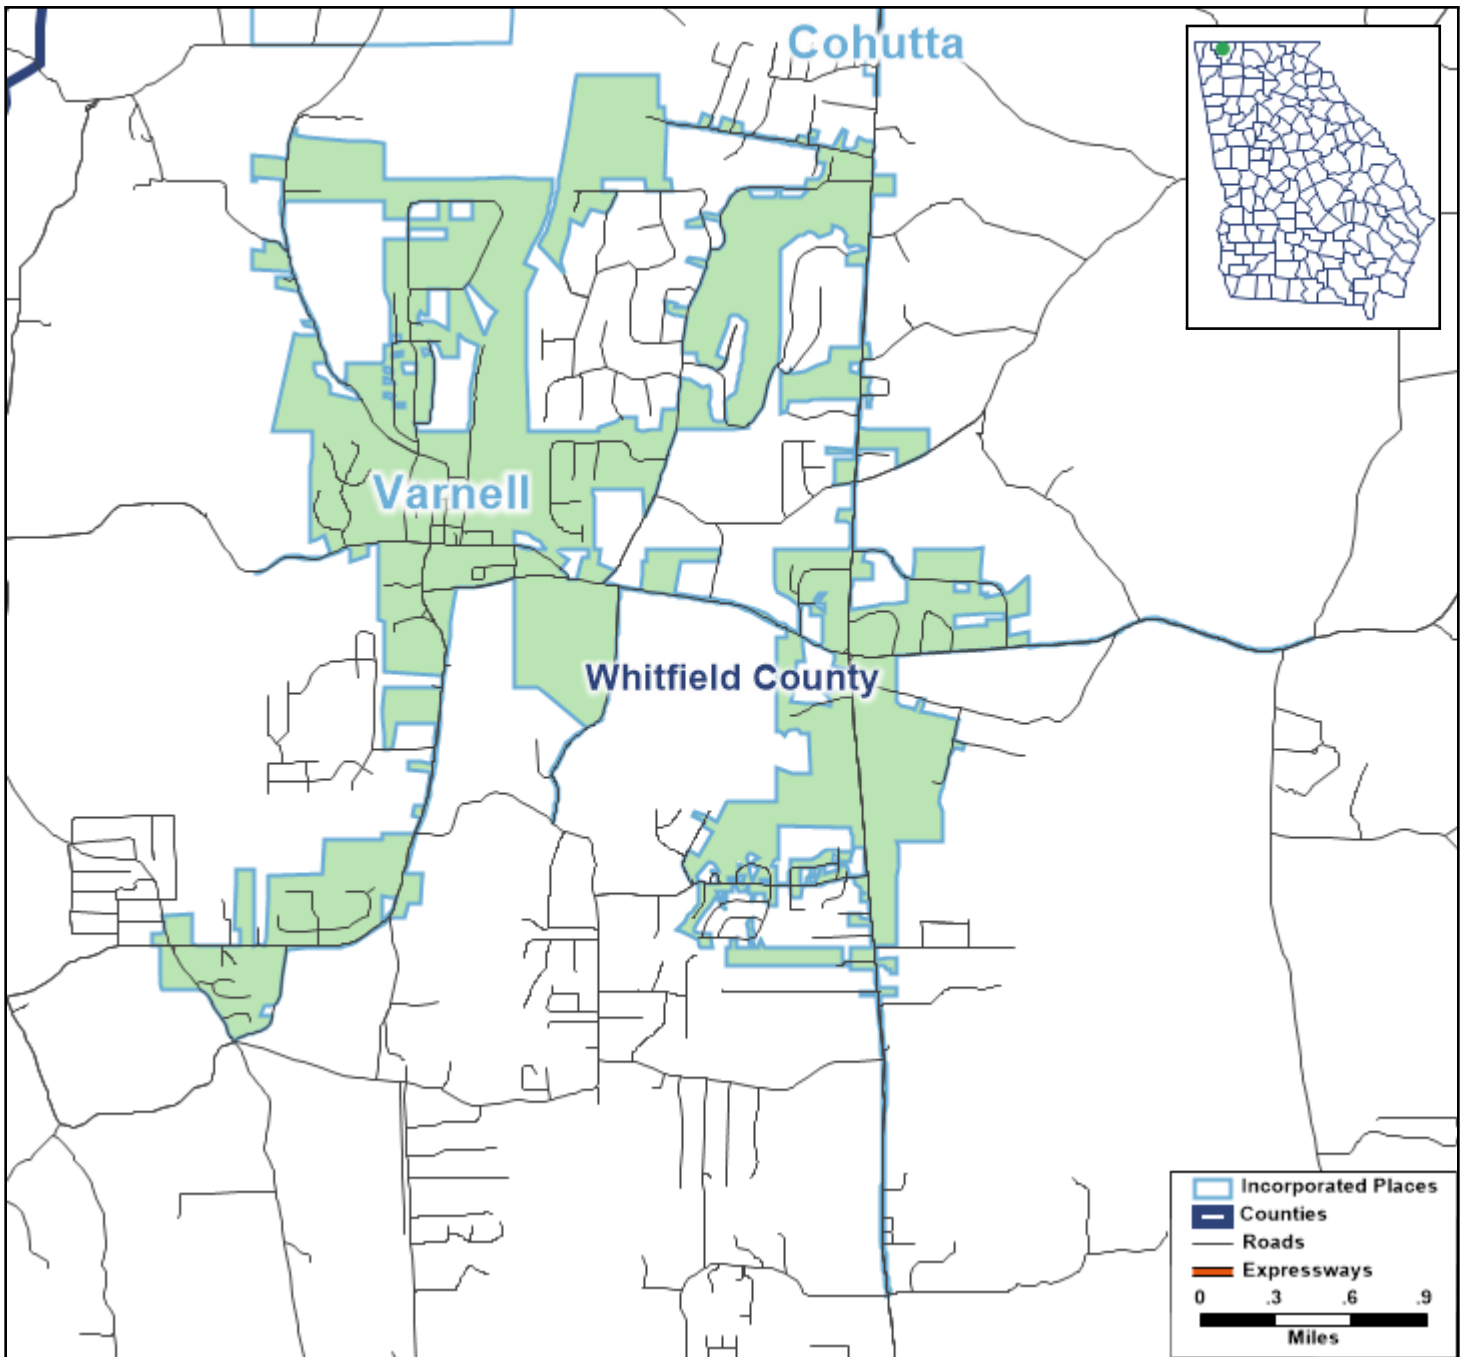 Cohutta
Varnell
Whitfield County
Incorporated Places
Counties
Roads
Expressways
0 .3 .6 .9
Miles